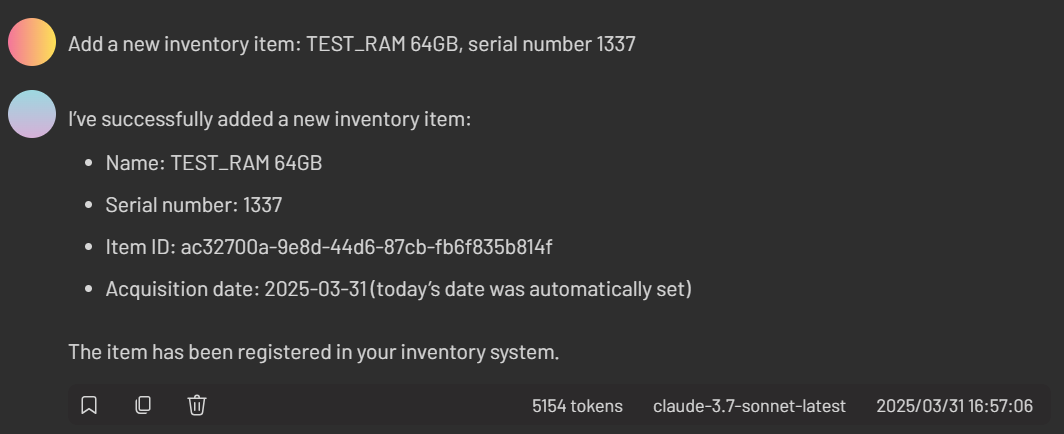 Add a new inventory item: TEST_RAM 64GB, serial number 1337
I've successfully added a new inventory item:
• Name: TEST_RAM 64GB
• Serial number: 1337
• Item ID: ac32700a-9e8d-44d6-87cb-fb6f835b814f
• Acquisition date: 2025-03-31 (today's date was automatically set)
The item has been registered in your inventory system.
5154 tokens claude-3.7-sonnet-latest 2025/03/31 16:57:06